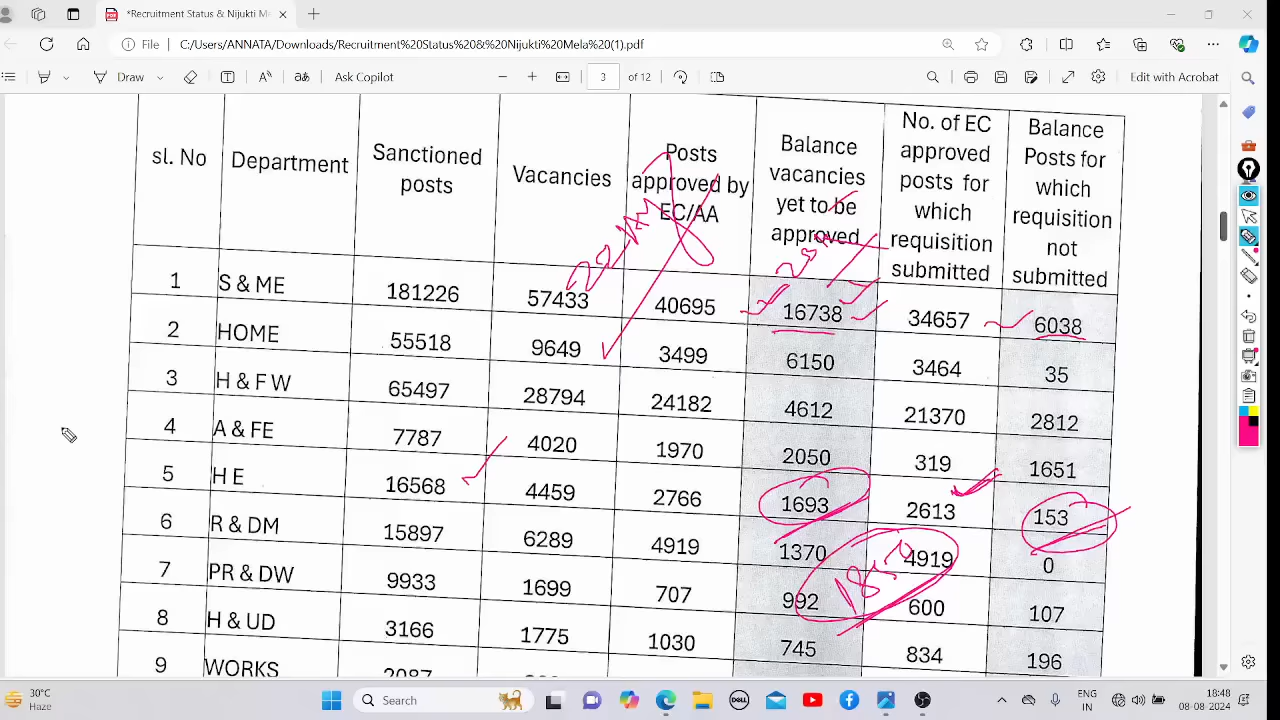 *Recruitment Status & Nijukti Me
File
C:/Users/ANNATA/Downloads/Recruitment%20Status%20&%20Nijukti%20Mela%20(1).pdf
Draw
Ask Copilot
3 of 12
Edit with Acrobat
sl. No Department Sanctioned posts Vacancies Posts approved by EC/AA Balance vacancies yet to be approved No. of EC approved posts for which requisition submitted Balance Posts for which requisition not submitted
1 S & ME 181226 57433 40695 16738 34657 6038
2 HOME 55518 9649 3499 6150 3464 35
3 H & F W 65497 28794 24182 4612 21370 2812
4 A & FE 7787 4020 1970 2050 319 1651
5 H E 16568 4459 2766 1693 2613 153
6 R & DM 15897 6289 4919 1370 4919 0
7 PR & DW 9933 1699 707 992 600 107
8 H & UD 3166 1775 1030 745 834 196
9 WORKS
30°C
Haze
Search
DELL
ENG
IN
18:48
08-08-2024